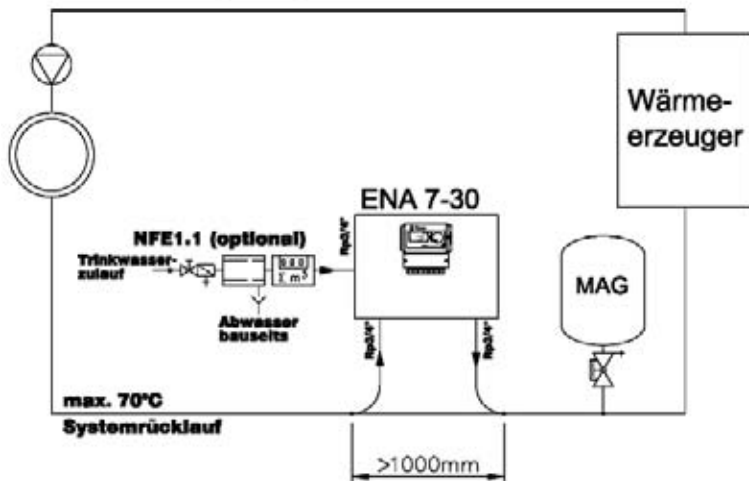 Wärme-
erzeuger
ENA 7-30
NFE1.1 (optional)
Trinkwasser-
zulauf
Rp3/4"
Σ m³
Abwasser
bauseits
MAG
Rp3/4"
Rp3/4"
max. 70°C
Systemrücklauf
>1000mm